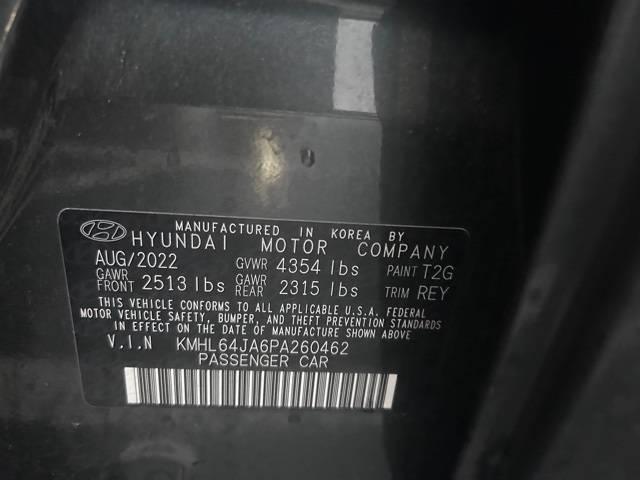 MANUFACTURED IN KOREA BY
HYUNDAI MOTOR COMPANY
AUG/2022 GVWR 4354 lbs PAINT T2G
GAWR FRONT 2513 lbs GAWR REAR 2315 lbs TRIM REY
THIS VEHICLE CONFORMS TO ALL APPLICABLE U.S.A. FEDERAL
MOTOR VEHICLE SAFETY, BUMPER, AND THEFT PREVENTION STANDARDS
IN EFFECT ON THE DATE OF MANUFACTURE SHOWN ABOVE
V.I.N KMHL64JA6PA260462
PASSENGER CAR